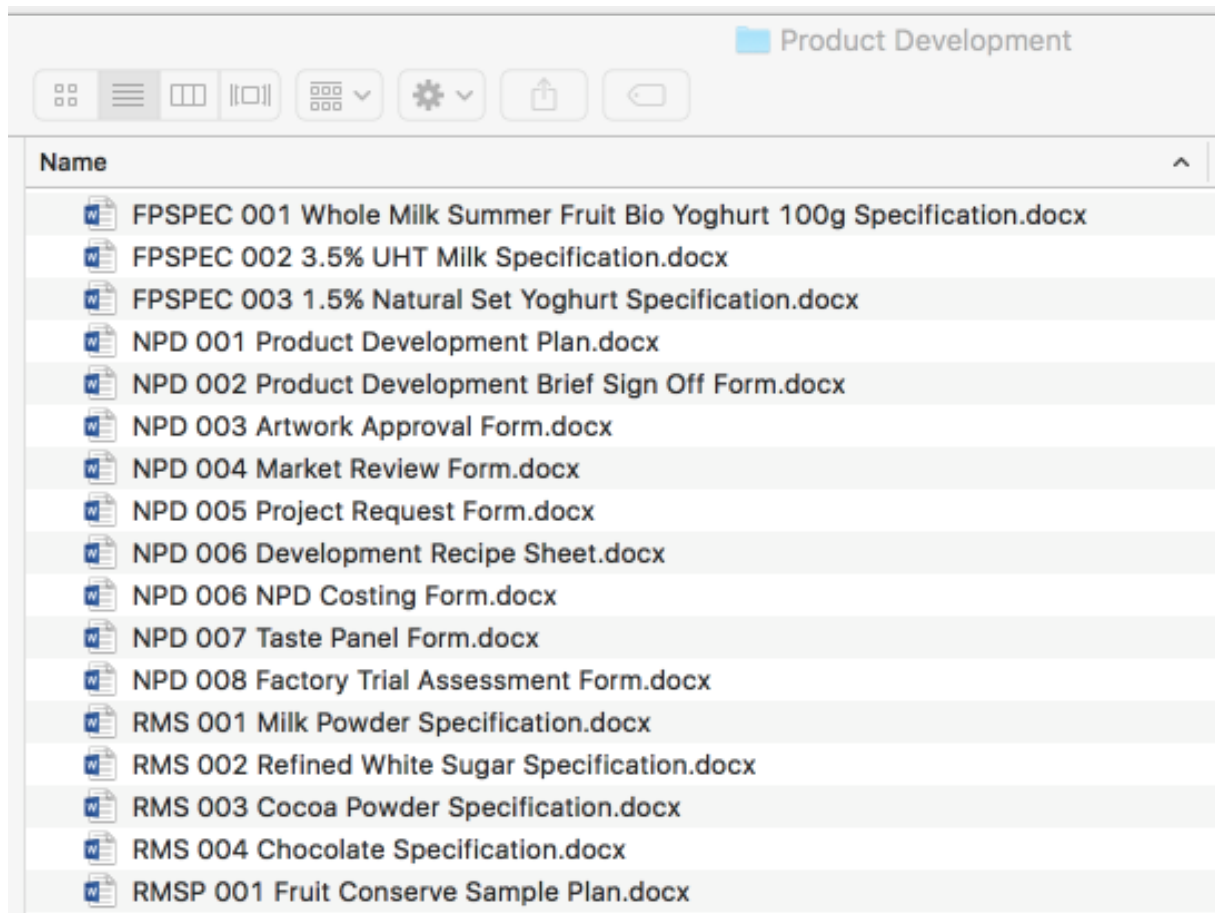 Product Development
Name
FPSPEC 001 Whole Milk Summer Fruit Bio Yoghurt 100g Specification.docx
FPSPEC 002 3.5% UHT Milk Specification.docx
FPSPEC 003 1.5% Natural Set Yoghurt Specification.docx
NPD 001 Product Development Plan.docx
NPD 002 Product Development Brief Sign Off Form.docx
NPD 003 Artwork Approval Form.docx
NPD 004 Market Review Form.docx
NPD 005 Project Request Form.docx
NPD 006 Development Recipe Sheet.docx
NPD 006 NPD Costing Form.docx
NPD 007 Taste Panel Form.docx
NPD 008 Factory Trial Assessment Form.docx
RMS 001 Milk Powder Specification.docx
RMS 002 Refined White Sugar Specification.docx
RMS 003 Cocoa Powder Specification.docx
RMS 004 Chocolate Specification.docx
RMSP 001 Fruit Conserve Sample Plan.docx